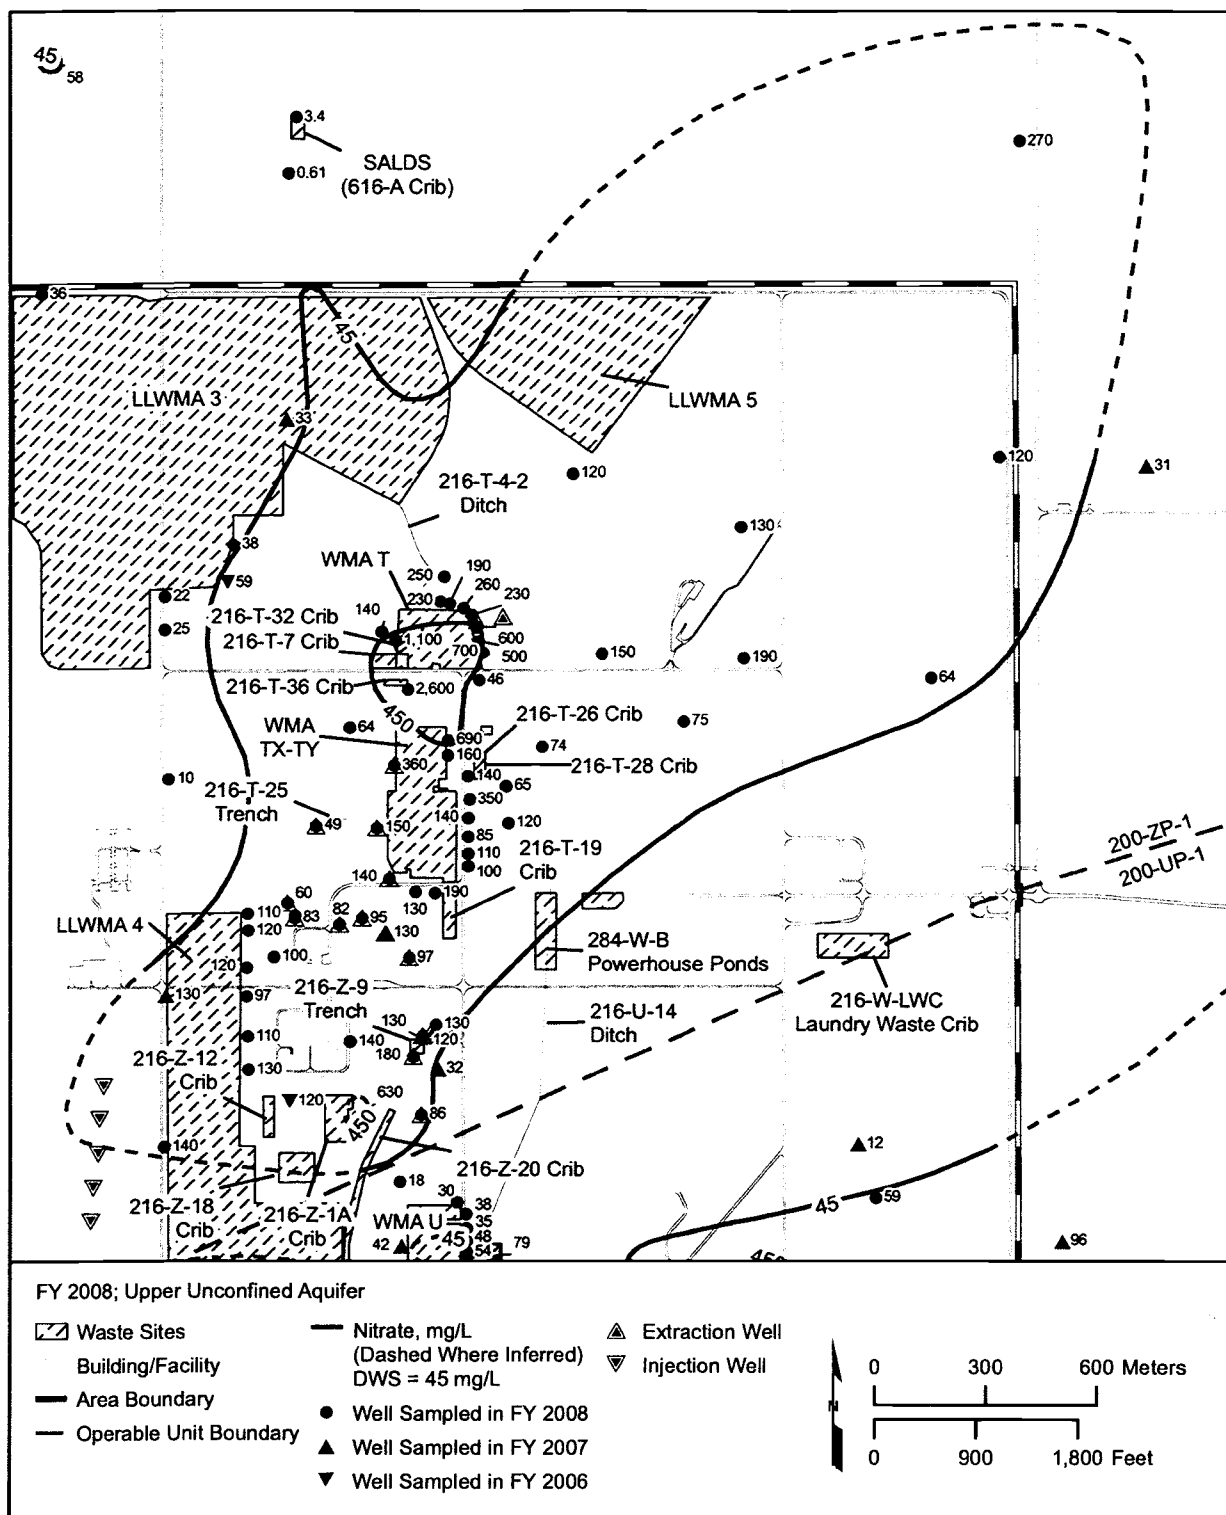 45
58
3.4
SALDS
(616-A Crib)
0.61
270
36
45
LLWMA 3
LLWMA 5
33
120
31
216-T-4-2
Ditch
120
130
38
WMA T
190
250
260
59
230
230
22
216-T-32 Crib
140
25
216-T-7 Crib
1,100
600
700
500
150
190
46
64
216-T-36 Crib
2,600
216-T-26 Crib
450
64
75
WMA
TX-TY
690
74
160
216-T-28 Crib
360
10
140
65
216-T-25
Trench
350
49
150
140
120
85
200-ZP-1
200-UP-1
110
216-T-19
Crib
100
140
60
130
190
110
83
82
95
LLWMA 4
120
130
284-W-B
Powerhouse Ponds
100
97
120
216-Z-9
Trench
130
97
216-U-14
Ditch
216-W-LWC
Laundry Waste Crib
130
130
110
140
120
216-Z-12
Crib
180
130
32
630
120
450
86
140
12
216-Z-20 Crib
18
59
45
216-Z-18
Crib
216-Z-1A
Crib
30
38
WMA U
35
48
42
45
54
79
96
450
FY 2008; Upper Unconfined Aquifer
Waste Sites
Building/Facility
Area Boundary
Operable Unit Boundary
Nitrate, mg/L
(Dashed Where Inferred)
DWS = 45 mg/L
Well Sampled in FY 2008
Well Sampled in FY 2007
Well Sampled in FY 2006
Extraction Well
Injection Well
N
0 300 600 Meters
0 900 1,800 Feet